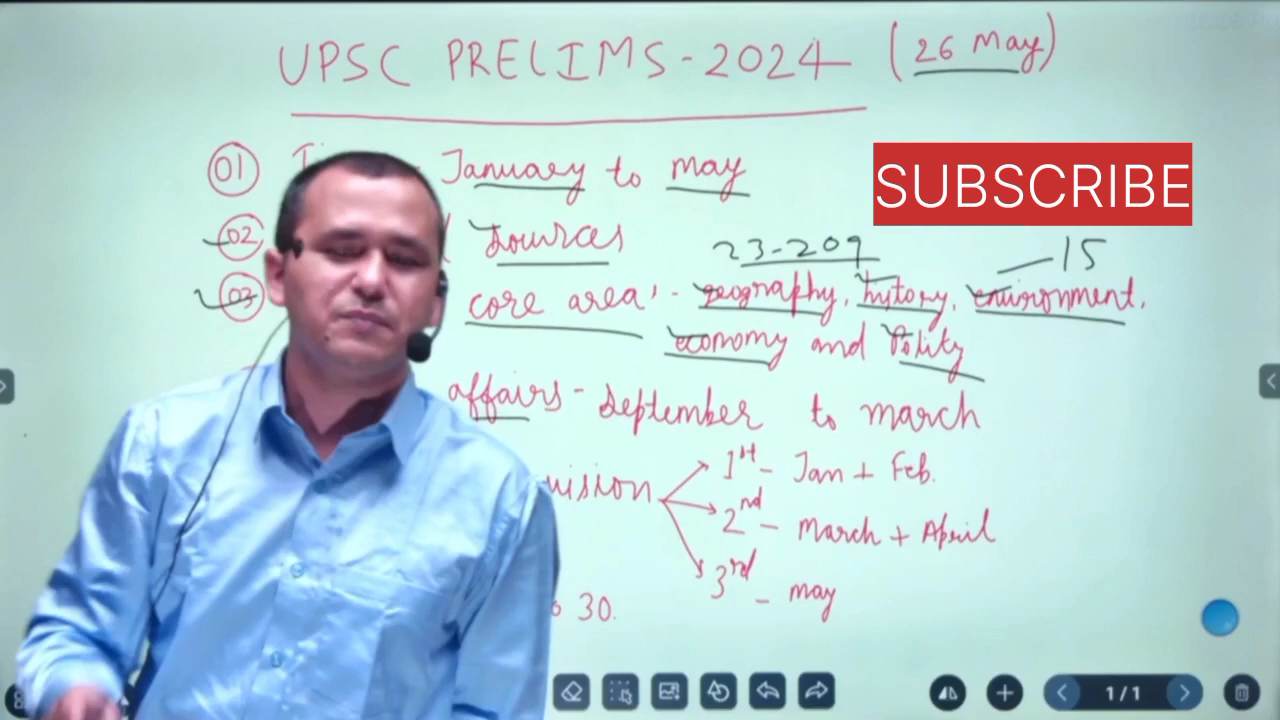 UPSC PRELIMS-2024 (26 May)
01 January to may
SUBSCRIBE
02 sources
23-209 15
03 core area - geography, history, environment,
economy and Polity
affairs - September to march
vision 1st - Jan + Feb.
2nd - March + April
3rd - may
30.
1/1